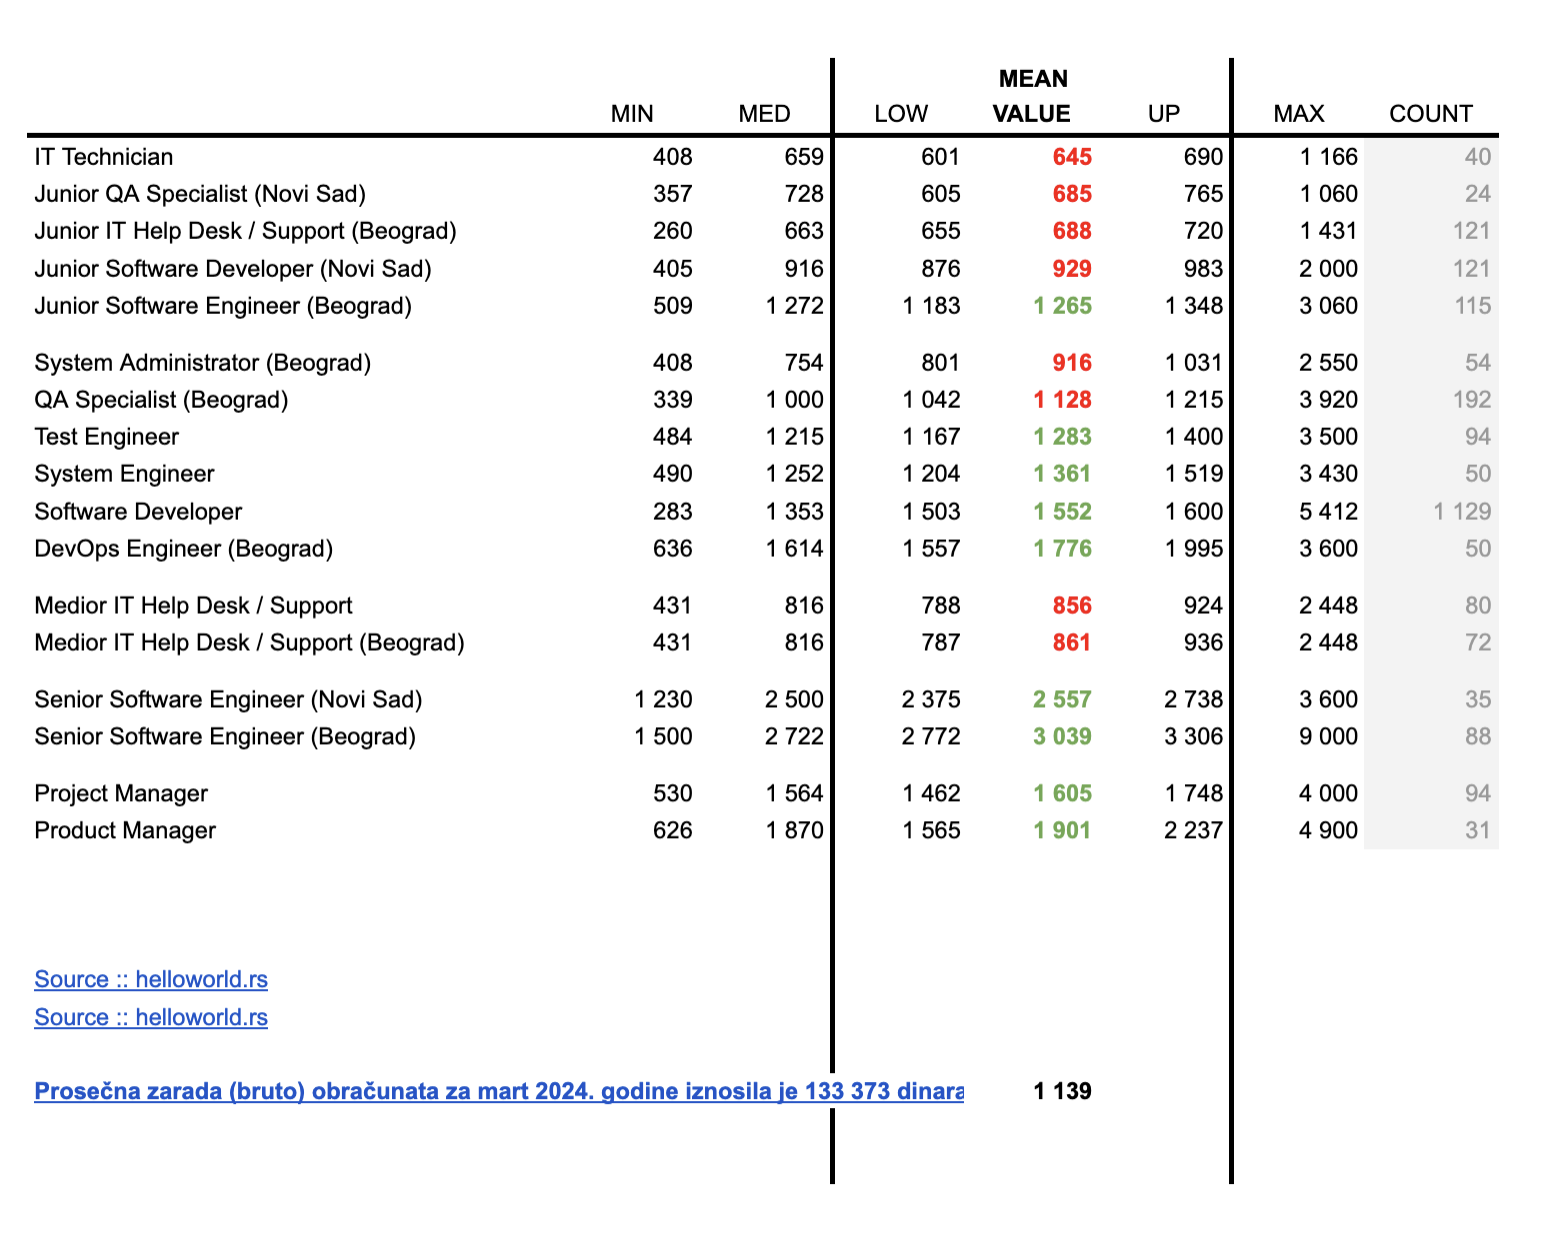 MEAN
MIN MED LOW VALUE UP MAX COUNT
IT Technician 408 659 601 645 690 1 166 40
Junior QA Specialist (Novi Sad) 357 728 605 685 765 1 060 24
Junior IT Help Desk / Support (Beograd) 260 663 655 688 720 1 431 121
Junior Software Developer (Novi Sad) 405 916 876 929 983 2 000 121
Junior Software Engineer (Beograd) 509 1 272 1 183 1 265 1 348 3 060 115
System Administrator (Beograd) 408 754 801 916 1 031 2 550 54
QA Specialist (Beograd) 339 1 000 1 042 1 128 1 215 3 920 192
Test Engineer 484 1 215 1 167 1 283 1 400 3 500 94
System Engineer 490 1 252 1 204 1 361 1 519 3 430 50
Software Developer 283 1 353 1 503 1 552 1 600 5 412 1 129
DevOps Engineer (Beograd) 636 1 614 1 557 1 776 1 995 3 600 50
Medior IT Help Desk / Support 431 816 788 856 924 2 448 80
Medior IT Help Desk / Support (Beograd) 431 816 787 861 936 2 448 72
Senior Software Engineer (Novi Sad) 1 230 2 500 2 375 2 557 2 738 3 600 35
Senior Software Engineer (Beograd) 1 500 2 722 2 772 3 039 3 306 9 000 88
Project Manager 530 1 564 1 462 1 605 1 748 4 000 94
Product Manager 626 1 870 1 565 1 901 2 237 4 900 31
Source :: helloworld.rs
Source :: helloworld.rs
Prosečna zarada (bruto) obračunata za mart 2024. godine iznosila je 133 373 dinara 1 139